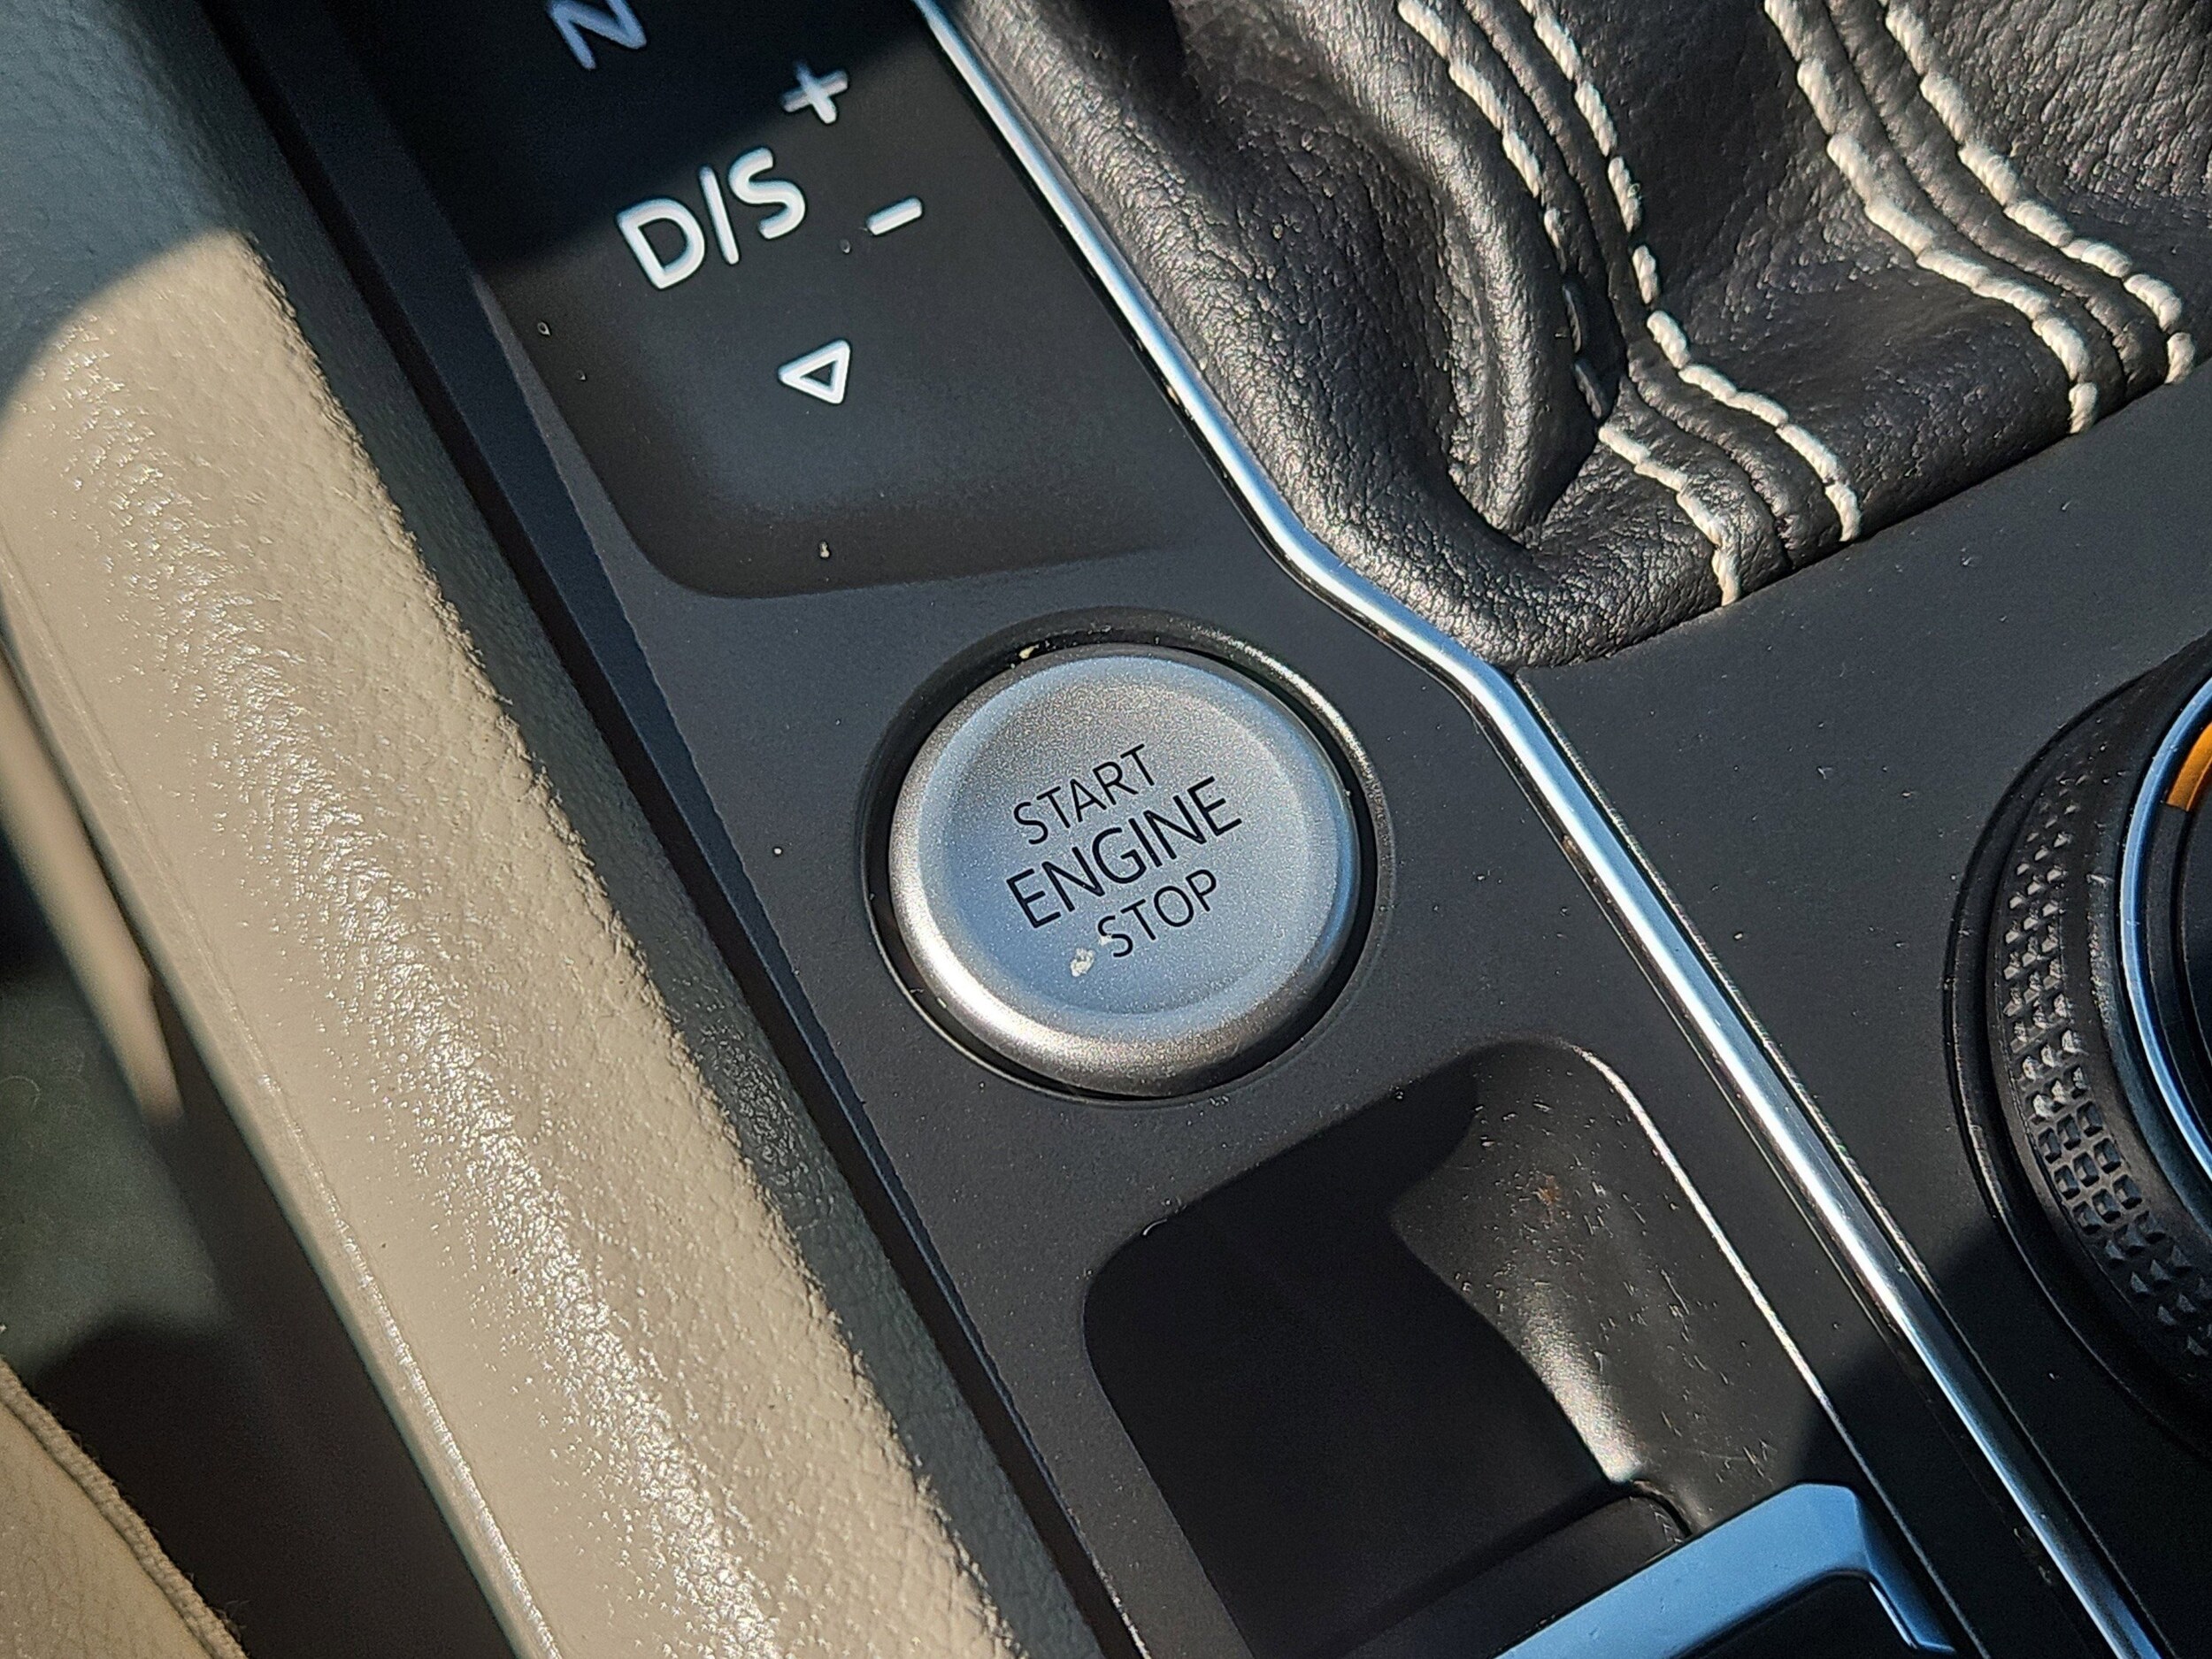 N
+
D/S
−
START
ENGINE
STOP